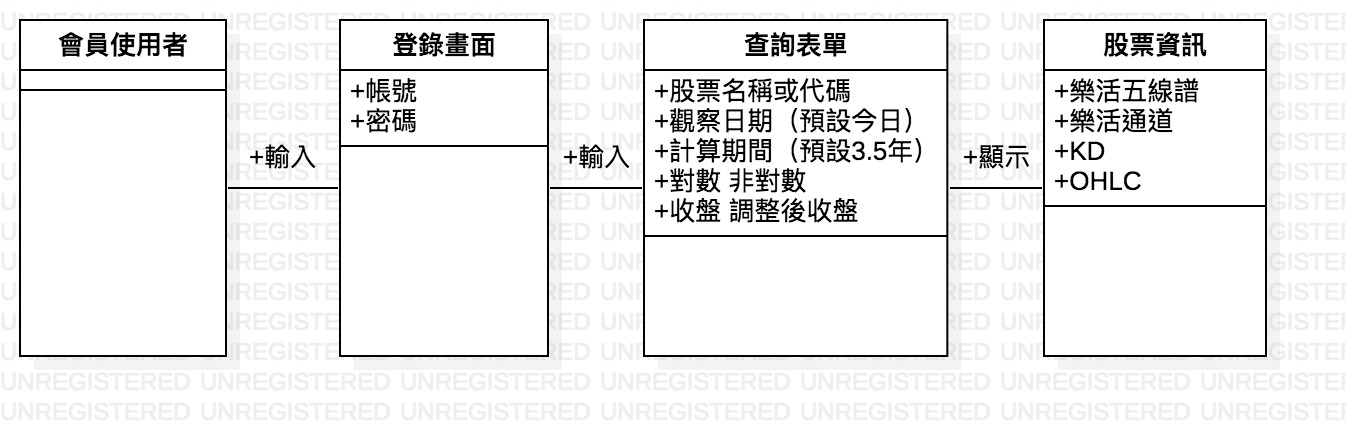 會員使用者
登錄畫面
+帳號
+密碼
查詢表單
+股票名稱或代碼
+觀察日期（預設今日）
+計算期間（預設3.5年）
+對數 非對數
+收盤 調整後收盤
股票資訊
+樂活五線譜
+樂活通道
+KD
+OHLC
+輸入
+輸入
+顯示
UNREGISTERED UNREGISTERED UNREGISTERED UNREGISTERED UNREGISTERED UNREGISTERED
UNREGISTERED UNREGISTERED UNREGISTERED UNREGISTERED UNREGISTERED UNREGISTERED